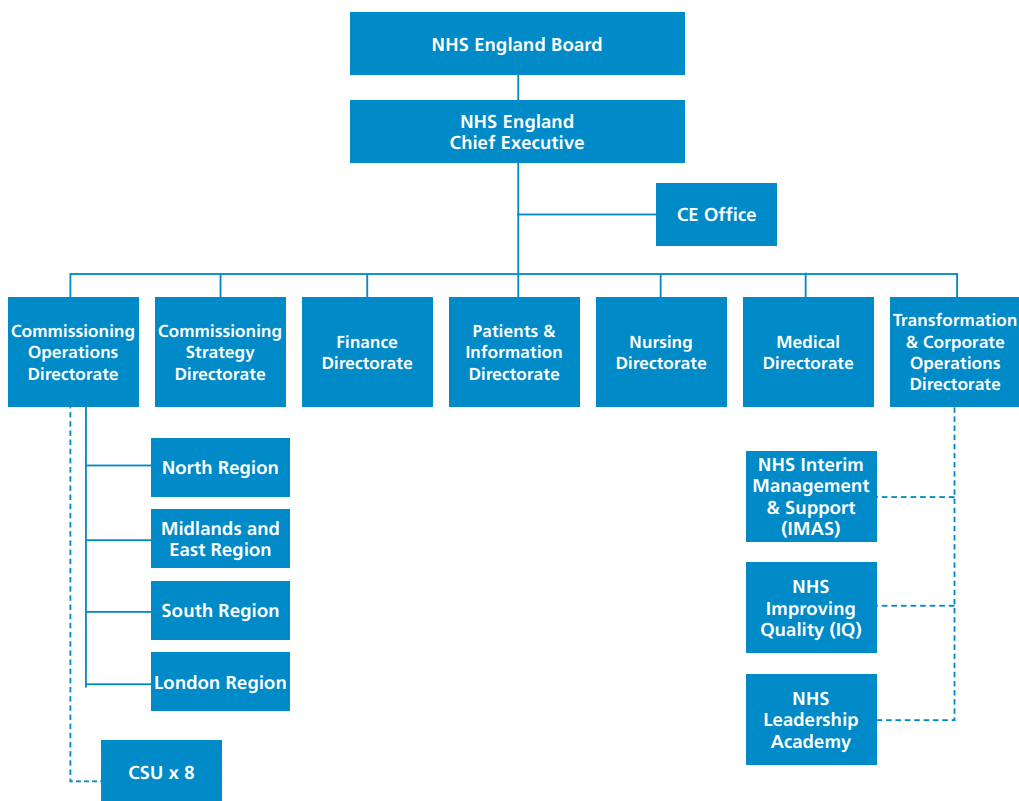 NHS England Board
NHS England
Chief Executive
CE Office
Commissioning
Operations
Directorate
Commissioning
Strategy
Directorate
Finance
Directorate
Patients &
Information
Directorate
Nursing
Directorate
Medical
Directorate
Transformation
& Corporate
Operations
Directorate
North Region
Midlands and
East Region
South Region
London Region
CSU x 8
NHS Interim
Management
& Support
(IMAS)
NHS
Improving
Quality (IQ)
NHS
Leadership
Academy